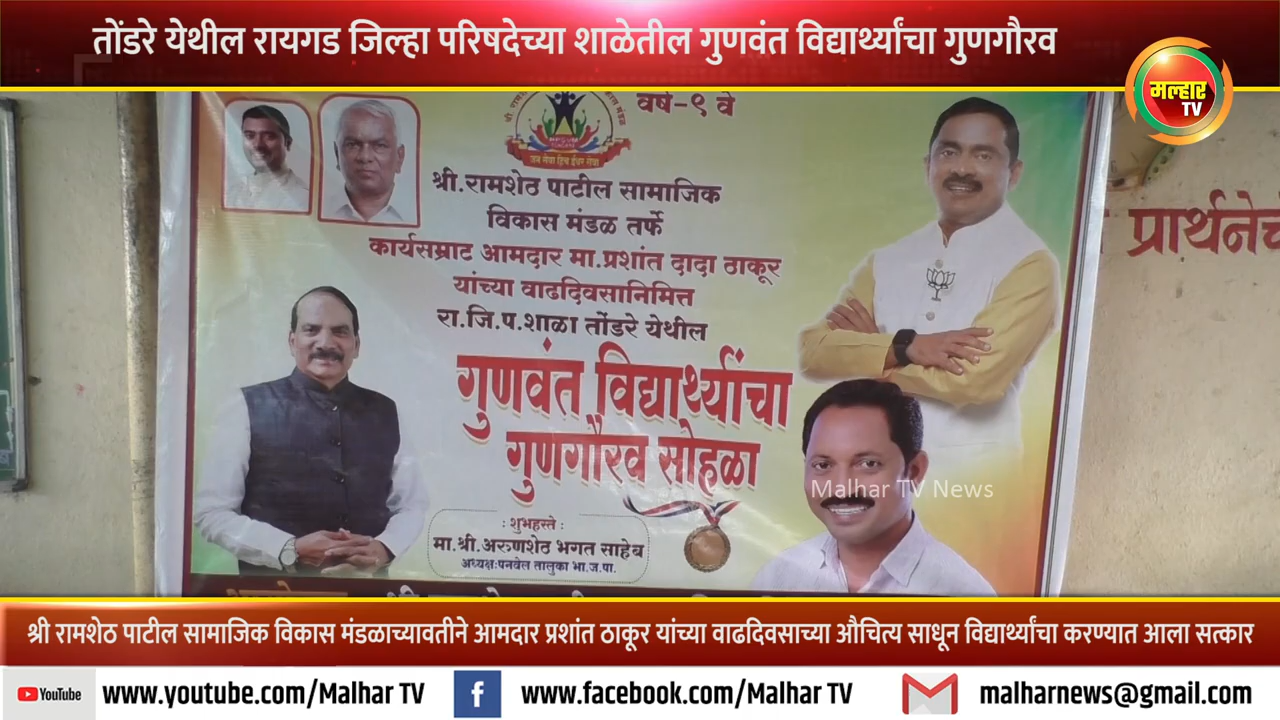 तोंडरे येथील रायगड जिल्हा परिषदेच्या शाळेतील गुणवंत विद्यार्थ्यांचा गुणगौरव
मल्हार
TV
वर्ष-९ वे
जन सेवा हिच ईश्वर सेवा
श्री.रामशेठ पाटील सामाजिक
विकास मंडळ तर्फे
कार्यसम्राट आमदार मा.प्रशांत दादा ठाकूर
यांच्या वाढदिवसानिमित्त
रा.जि.प.शाळा तोंडरे येथील
गुणवंत विद्यार्थ्यांचा
गुणगौरव सोहळा
: शुभहस्ते :
मा.श्री.अरुणशेठ भगत साहेब
अध्यक्ष:पनवेल तालुका भा.ज.पा.
प्रार्थनेच
Malhar TV News
श्री रामशेठ पाटील सामाजिक विकास मंडळाच्यावतीने आमदार प्रशांत ठाकूर यांच्या वाढदिवसाच्या औचित्य साधून विद्यार्थ्यांचा करण्यात आला सत्कार
YouTube www.youtube.com/Malhar TV www.facebook.com/Malhar TV malharnews@gmail.com